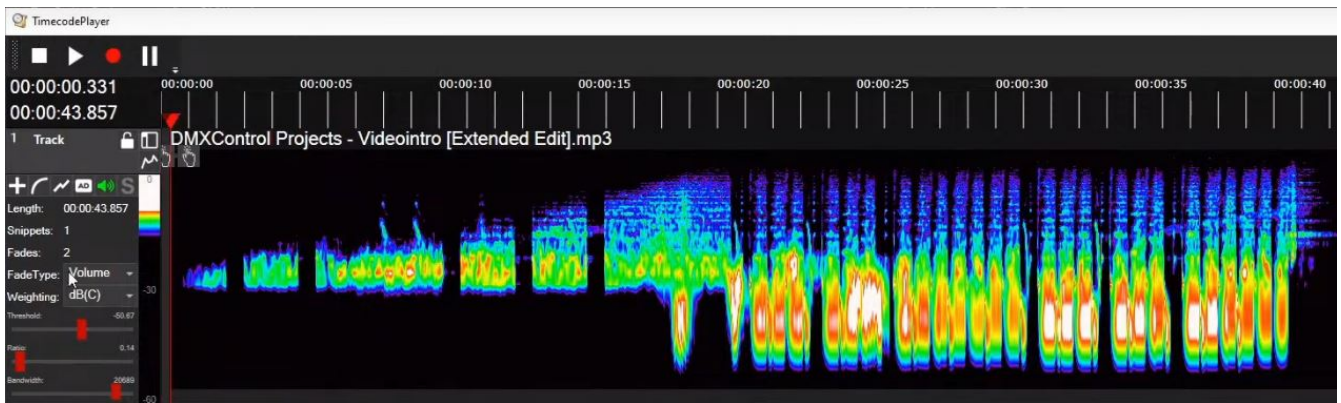 TimecodePlayer
00:00:00.331
00:00:43.857
00:00:00 00:00:05 00:00:10 00:00:15 00:00:20 00:00:25 00:00:30 00:00:35 00:00:40
1 Track
DMXControl Projects - Videointro [Extended Edit].mp3
0
AD S
Length: 00:00:43.857
Snippets: 1
Fades: 2
FadeType: Volume
Weighting: dB(C)
-30
Threshold: -50.67
Ratio: 0.14
Bandwidth: 20689
-60